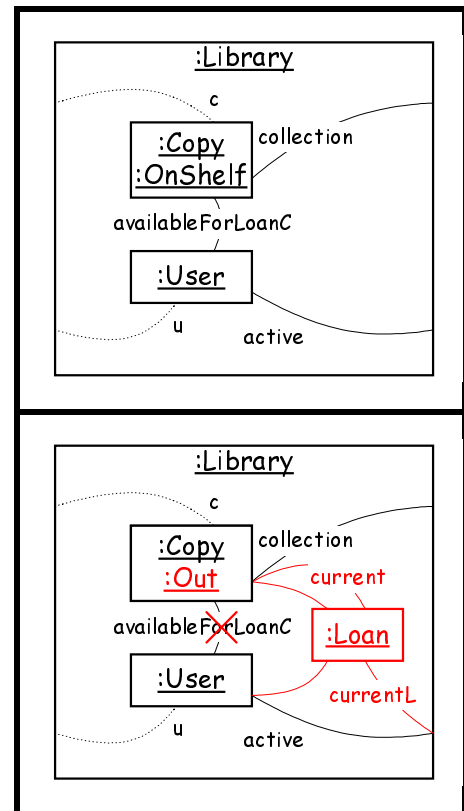 :Library
c
:Copy
collection
:OnShelf
availableForLoanC
:User
u
active
:Library
c
:Copy
collection
:Out
current
availableForLoanC
:Loan
:User
currentL
u
active